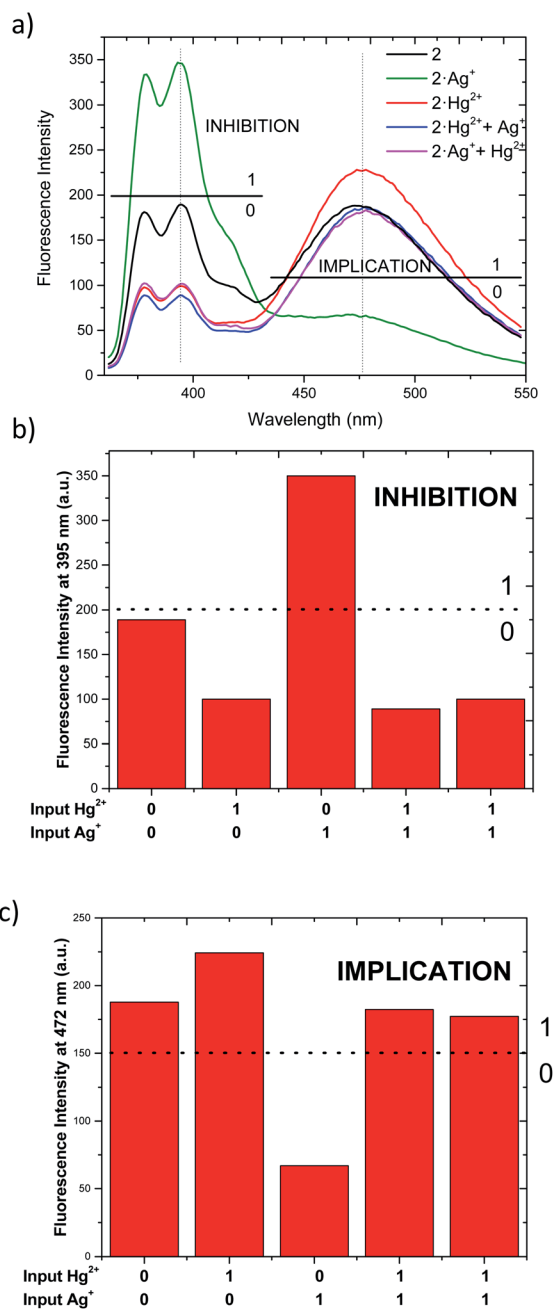 a)
2
2·Ag⁺
2·Hg²⁺
2·Hg²⁺+ Ag⁺
2·Ag⁺+ Hg²⁺
INHIBITION
1
0
IMPLICATION
1
0
350
300
250
200
150
100
50
0
Fluorescence Intensity
400 450 500 550
Wavelength (nm)
b)
INHIBITION
1
0
350
300
250
200
150
100
50
0
Fluorescence Intensity at 395 nm (a.u.)
Input Hg²⁺ 0 1 0 1 1
Input Ag⁺ 0 0 1 1 1
c)
IMPLICATION
1
0
250
200
150
100
50
0
Fluorescence Intensity at 472 nm (a.u.)
Input Hg²⁺ 0 1 0 1 1
Input Ag⁺ 0 0 1 1 1